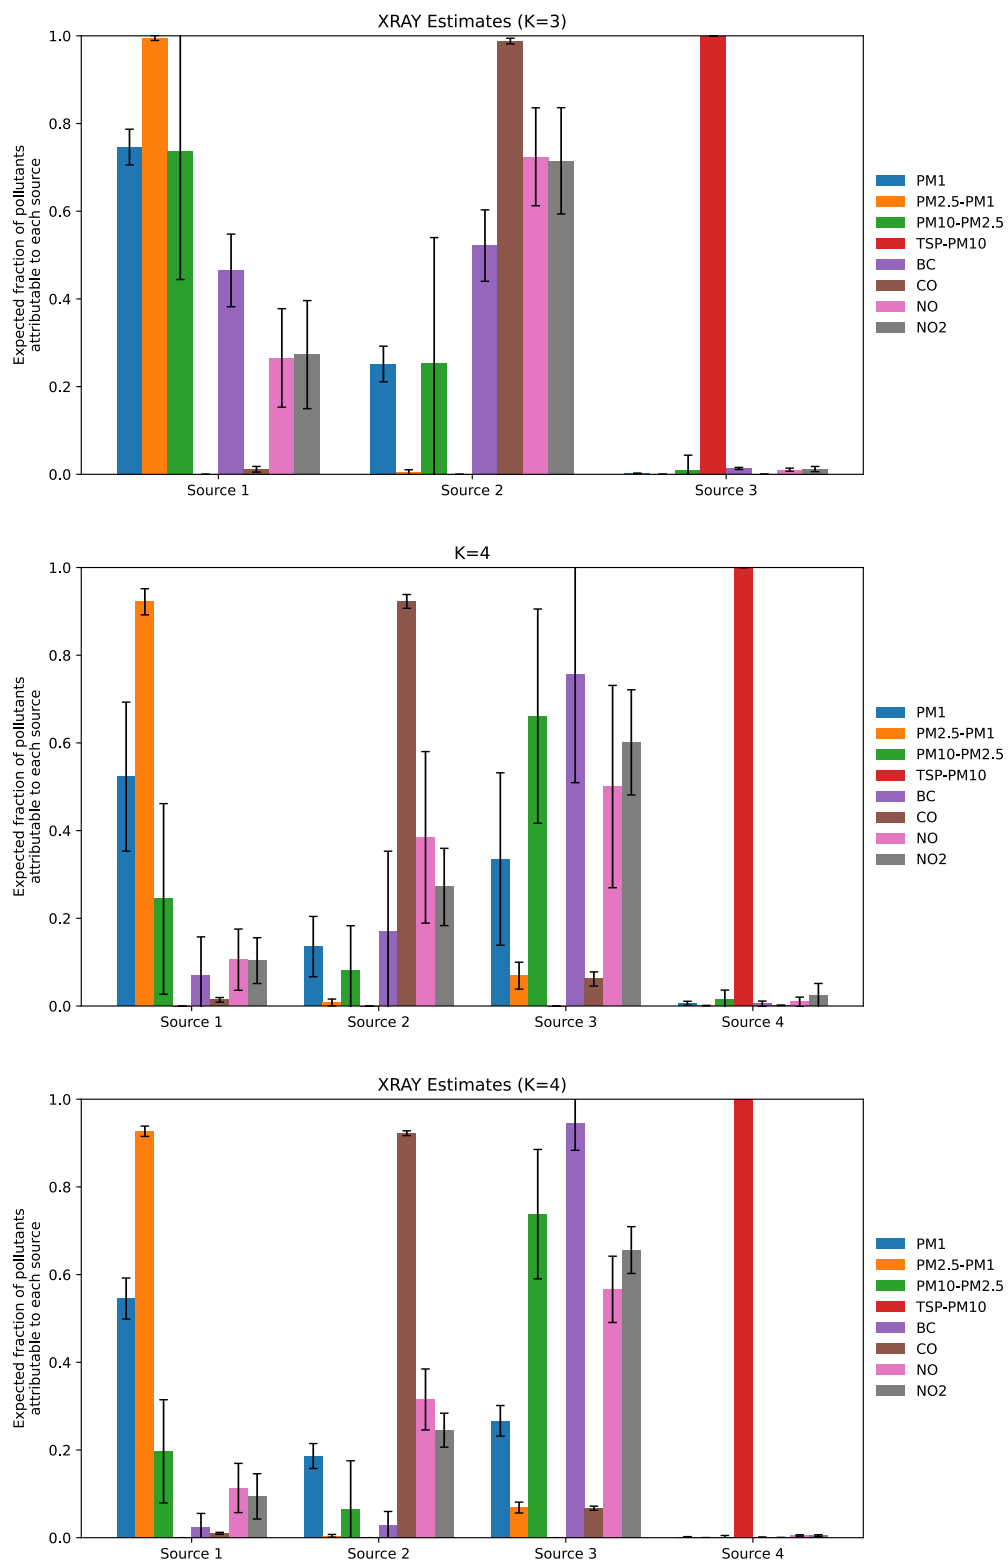 XRAY Estimates (K=3)
1.0
0.8
0.6
0.4
0.2
0.0
Expected fraction of pollutants
attributable to each source
Source 1
Source 2
Source 3
PM1
PM2.5-PM1
PM10-PM2.5
TSP-PM10
BC
CO
NO
NO2
K=4
1.0
0.8
0.6
0.4
0.2
0.0
Expected fraction of pollutants
attributable to each source
Source 1
Source 2
Source 3
Source 4
PM1
PM2.5-PM1
PM10-PM2.5
TSP-PM10
BC
CO
NO
NO2
XRAY Estimates (K=4)
1.0
0.8
0.6
0.4
0.2
0.0
Expected fraction of pollutants
attributable to each source
Source 1
Source 2
Source 3
Source 4
PM1
PM2.5-PM1
PM10-PM2.5
TSP-PM10
BC
CO
NO
NO2